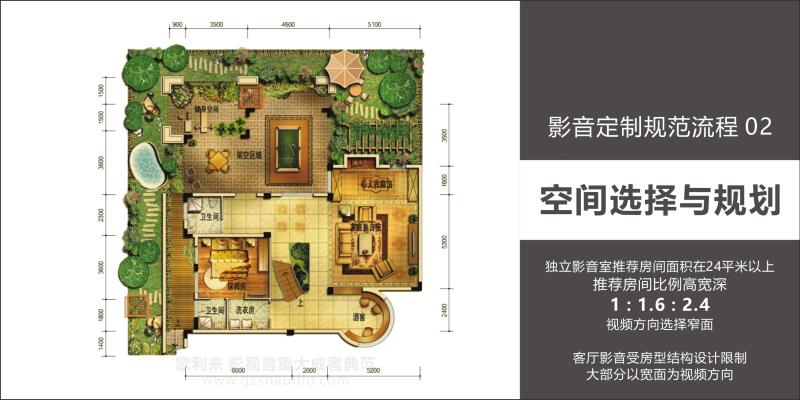 900
3500
4600
5100
1500
1500
3600
2300
3600
1800
1400
3500
1600
5300
2400
健身空间
架空区域
私人收藏馆
家庭影音室
卫生间
保姆房
卫生间
洗衣房
酒窖
上
上
6000
2000
5200
歌利来 影视音集大成者典范
www.gzshaudio.com
影音定制规范流程 02
空间选择与规划
独立影音室推荐房间面积在24平米以上
推荐房间比例高宽深
1 : 1.6 : 2.4
视频方向选择窄面
客厅影音受房型结构设计限制
大部分以宽面为视频方向